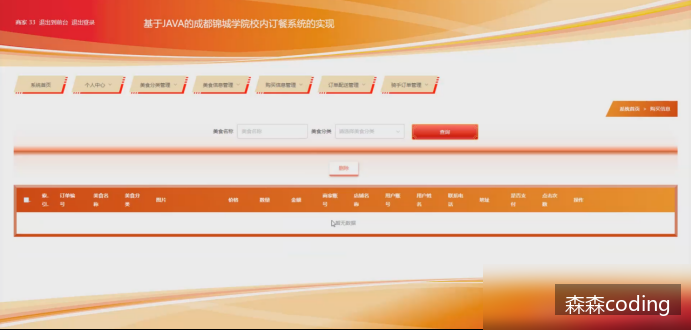 商家 11 退出到前台 退出登录
基于JAVA的成都锦城学院校内订餐系统的实现
系统首页 个人中心 美食分类管理 美食信息管理 购买信息管理 订单配送管理 骑手订单管理
系统首页 购买信息
美食名称 美食名称 美食分类 查询
删除
索引 订单编号 美食名称 美食分类 图片 价格 数量 金额 商家账号 店铺名称 用户账号 用户姓名 联系电话 地址 是否支付 点击次数 操作
暂无数据
森森coding